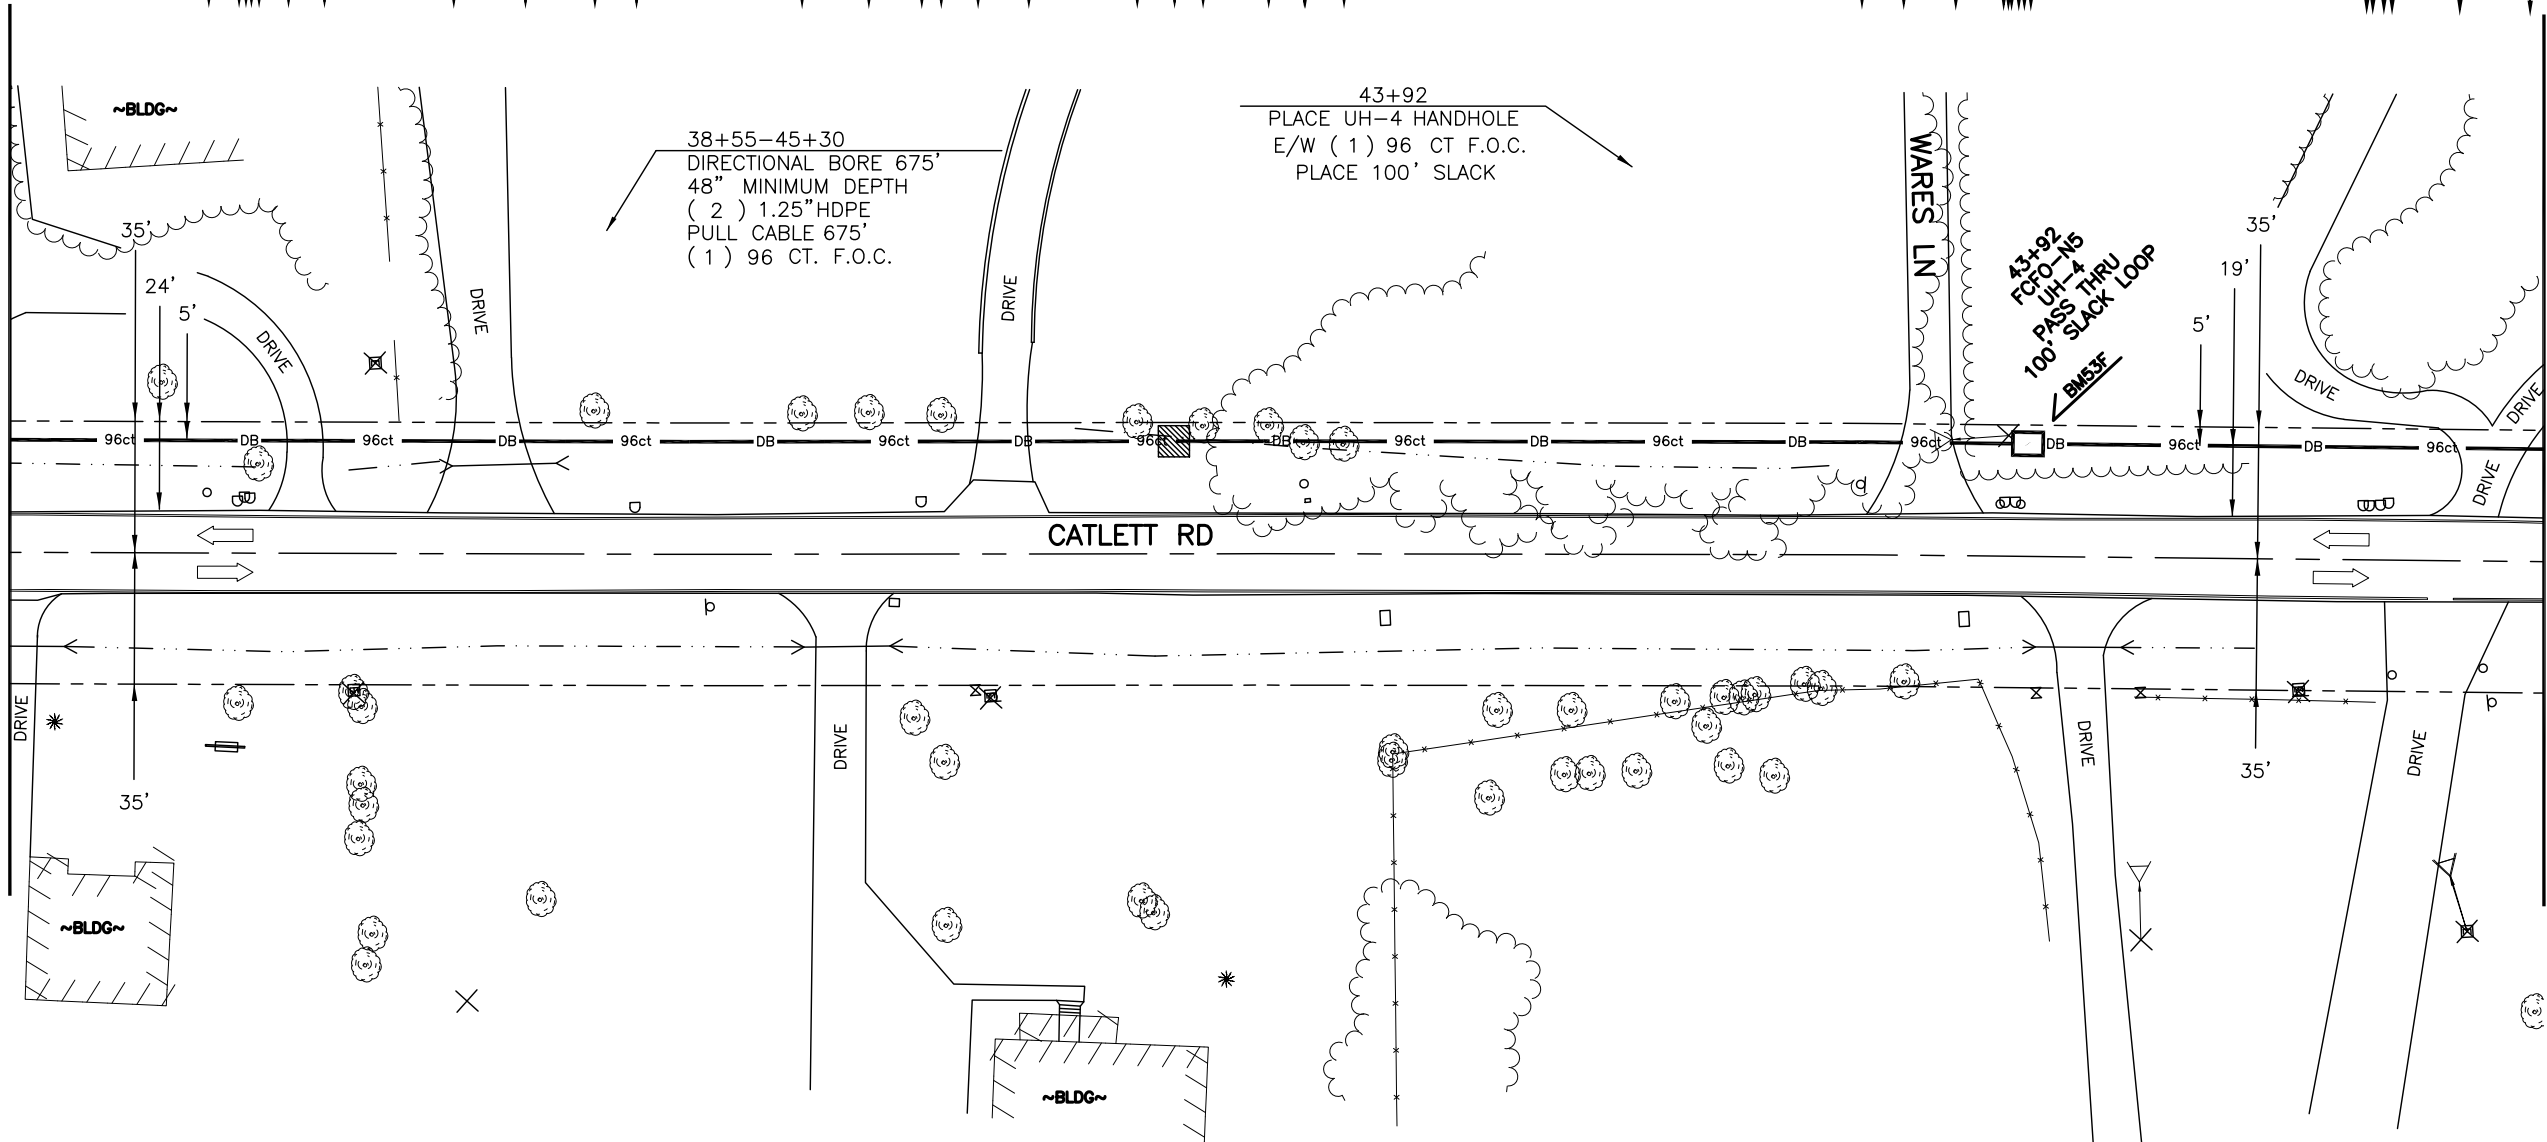 ~BLDG~
38+55-45+30
DIRECTIONAL BORE 675'
48" MINIMUM DEPTH
( 2 ) 1.25"HDPE
PULL CABLE 675'
( 1 ) 96 CT. F.O.C.
43+92
PLACE UH-4 HANDHOLE
E/W ( 1 ) 96 CT F.O.C.
PLACE 100' SLACK
WARES LN
43+92
FCFO-N5
UH-4
PASS THRU
100' SLACK LOOP
BM53F
35'
24'
5'
35'
19'
5'
DRIVE
DRIVE
DRIVE
DRIVE
DRIVE
DRIVE
96ct
DB
96ct
DB
96ct
DB
96ct
DB
96ct
DB
96ct
DB
96ct
DB
96ct
DB
96ct
DB
96ct
CATLETT RD
DRIVE
DRIVE
DRIVE
DRIVE
35'
35'
~BLDG~
~BLDG~